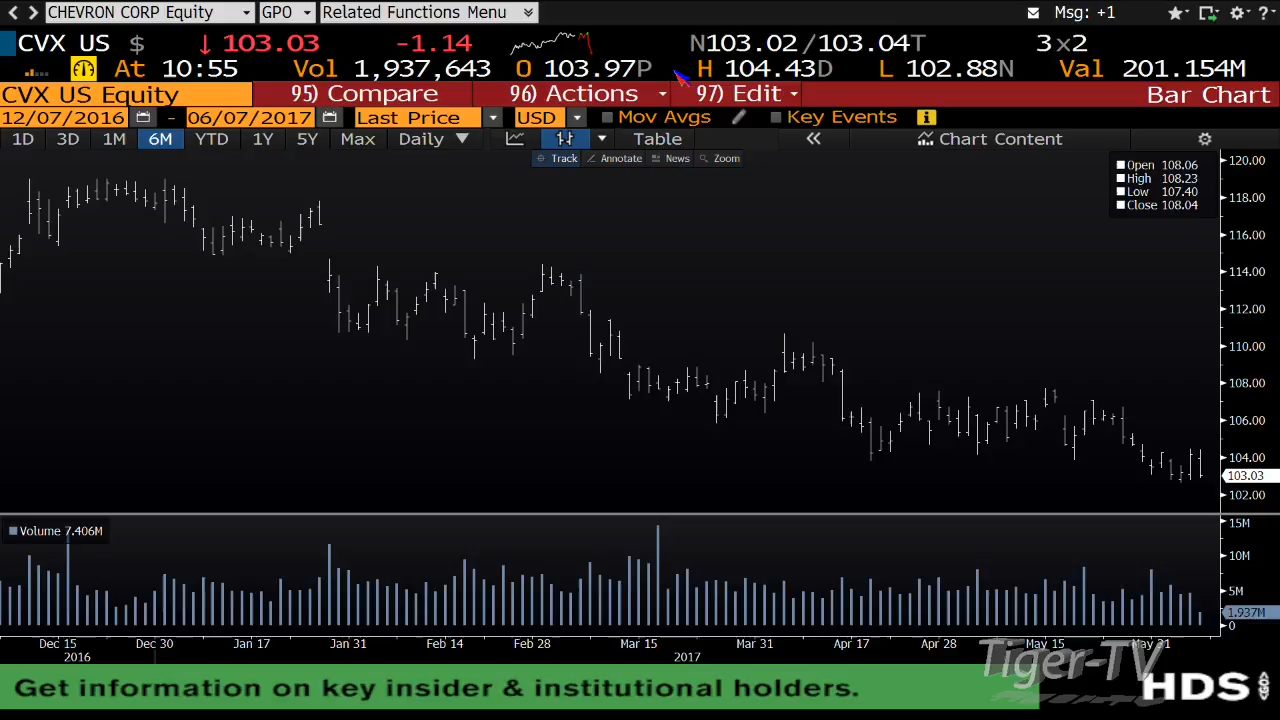 CHEVRON CORP Equity GPO Related Functions Menu Msg: +1 ?
CVX US $ ↓ 103.03 -1.14 N103.02/103.04T 3x2
At 10:55 Vol 1,937,643 O 103.97P H 104.43D L 102.88N Val 201.154M
CVX US Equity 95) Compare 96) Actions 97) Edit Bar Chart
12/07/2016 - 06/07/2017 Last Price USD Mov Avgs Key Events i
1D 3D 1M 6M YTD 1Y 5Y Max Daily ▼ Table « Chart Content
Track Annotate News Zoom
Open 108.06
High 108.23
Low 107.40
Close 108.04
120.00
118.00
116.00
114.00
112.00
110.00
108.00
106.00
104.00
103.03
102.00
Volume 7.406M
15M
10M
5M
1.937M
0
Dec 15 Dec 30 Jan 17 Jan 31 Feb 14 Feb 28 Mar 15 Mar 31 Apr 17 Apr 28 May 15 May 31
2016 2017
Tiger-TV
Get information on key insider & institutional holders. HDS